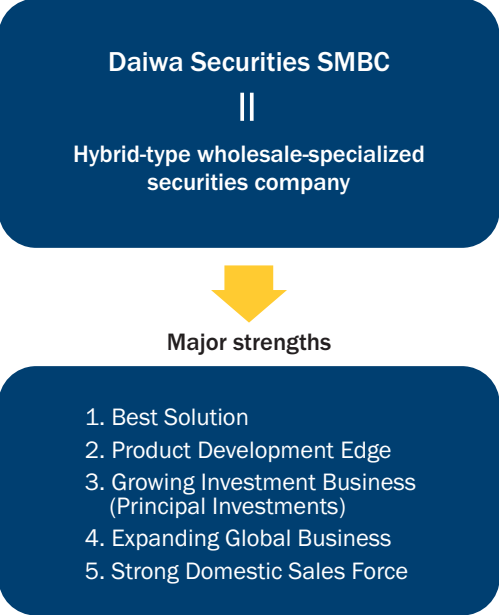 Daiwa Securities SMBC
||
Hybrid-type wholesale-specialized
securities company
Major strengths
1. Best Solution
2. Product Development Edge
3. Growing Investment Business
(Principal Investments)
4. Expanding Global Business
5. Strong Domestic Sales Force